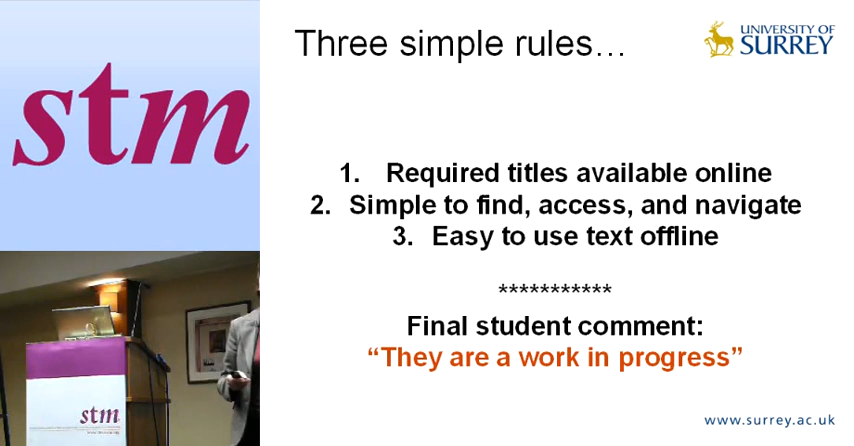 stm
stm
Three simple rules...
UNIVERSITY OF
SURREY
1. Required titles available online
2. Simple to find, access, and navigate
3. Easy to use text offline
***********
Final student comment:
“They are a work in progress”
www.surrey.ac.uk